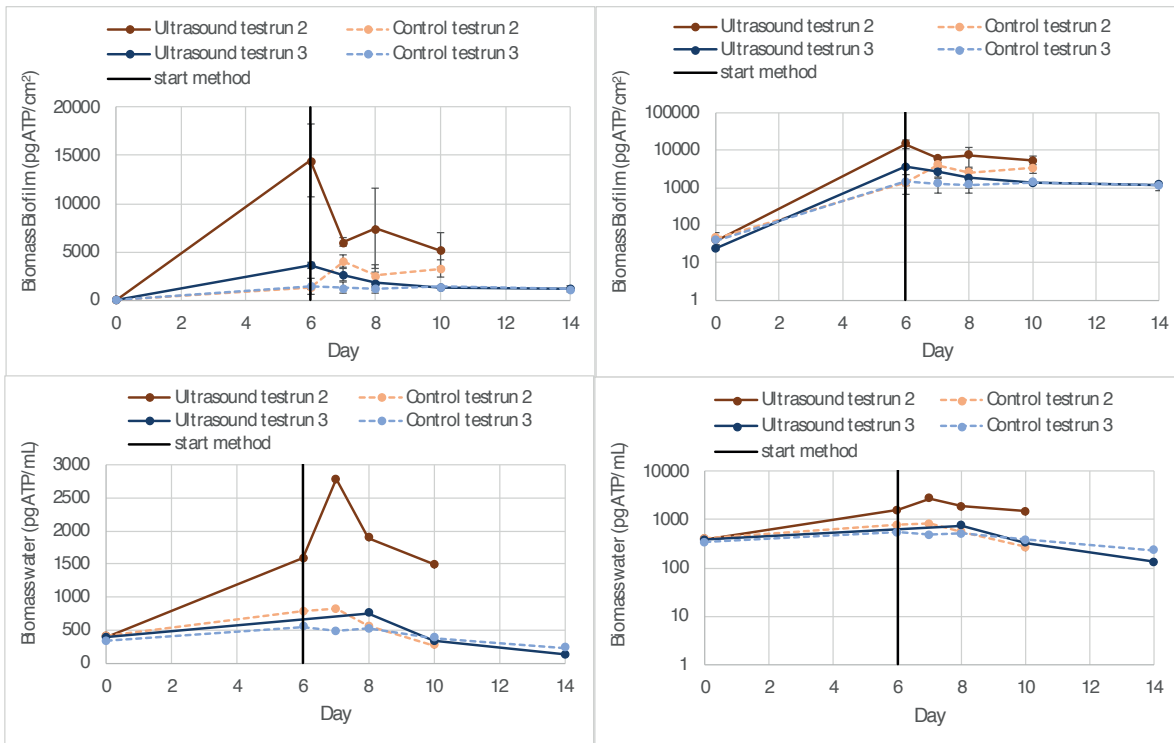 Ultrasound testrun 2 Control testrun 2
Ultrasound testrun 3 Control testrun 3
start method
BiomassBiofilm (pgATP/cm²)
20000
15000
10000
5000
0
0 2 4 6 8 10 12 14
Day
Ultrasound testrun 2 Control testrun 2
Ultrasound testrun 3 Control testrun 3
start method
BiomassBiofilm (pgATP/cm²)
100000
10000
1000
100
10
1
0 2 4 6 8 10 12 14
Day
Ultrasound testrun 2 Control testrun 2
Ultrasound testrun 3 Control testrun 3
start method
Biomasswater (pgATP/mL)
3000
2500
2000
1500
1000
500
0
0 2 4 6 8 10 12 14
Day
Ultrasound testrun 2 Control testrun 2
Ultrasound testrun 3 Control testrun 3
start method
Biomasswater (pgATP/mL)
10000
1000
100
10
1
0 2 4 6 8 10 12 14
Day